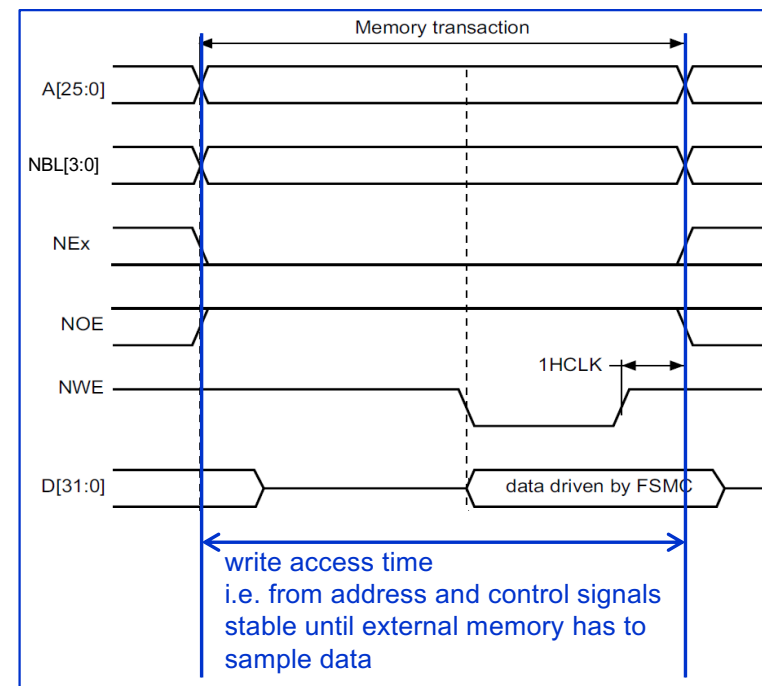 Memory transaction
A[25:0]
NBL[3:0]
NEx
NOE
1HCLK
NWE
D[31:0]
data driven by FSMC
write access time
i.e. from address and control signals
stable until external memory has to
sample data